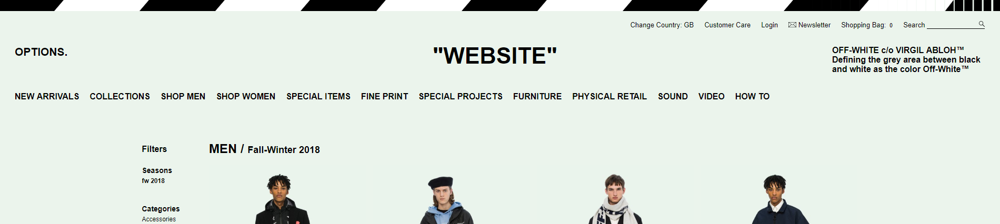 Change Country: GB Customer Care Login Newsletter Shopping Bag: 0 Search
OPTIONS.
"WEBSITE"
OFF-WHITE c/o VIRGIL ABLOH™
Defining the grey area between black
and white as the color Off-White™
NEW ARRIVALS COLLECTIONS SHOP MEN SHOP WOMEN SPECIAL ITEMS FINE PRINT SPECIAL PROJECTS FURNITURE PHYSICAL RETAIL SOUND VIDEO HOW TO
Filters
MEN / Fall-Winter 2018
Seasons
fw 2018
Categories
Accessories